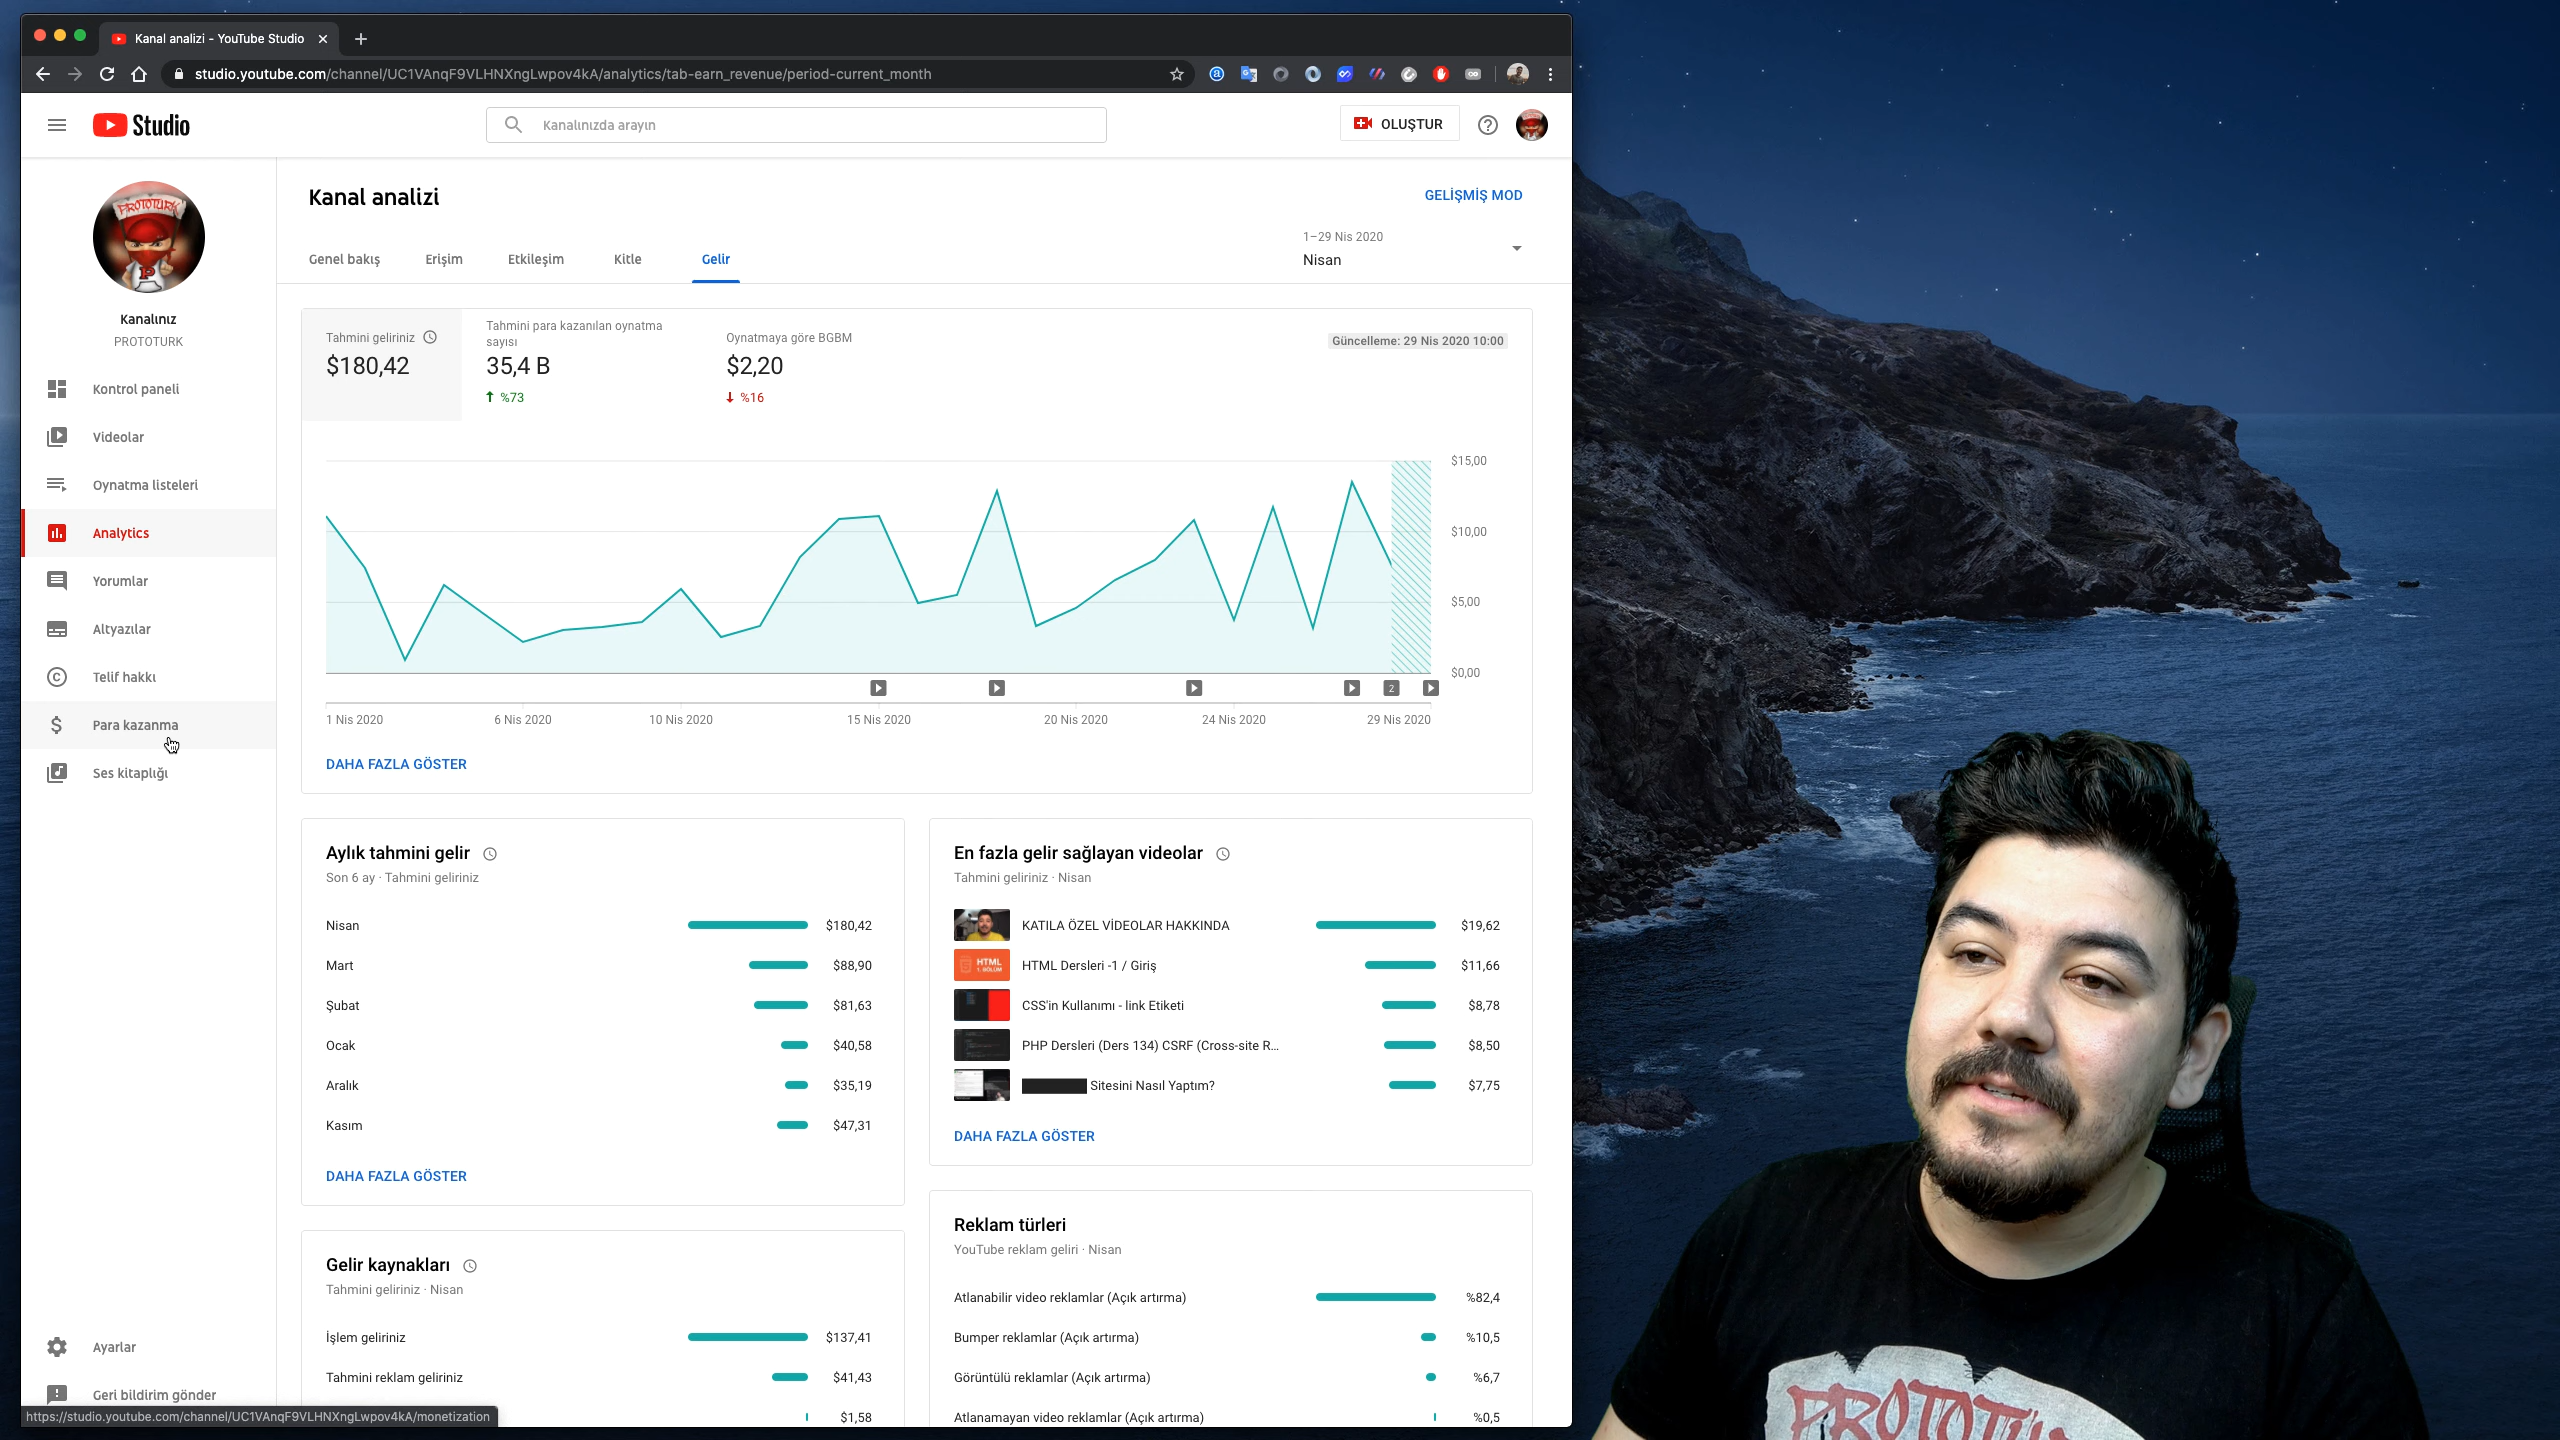 Kanal analizi - YouTube Studio
studio.youtube.com/channel/UC1VAnqF9VLHNXngLwpov4kA/analytics/tab-earn_revenue/period-current_month
Studio
Kanalınızda arayın
OLUŞTUR
PROTOTURK
P
Kanalınız
PROTOTURK
Kontrol paneli
Videolar
Oynatma listeleri
Analytics
Yorumlar
Altyazılar
Telif hakkı
Para kazanma
Ses kitaplığı
Ayarlar
Geri bildirim gönder
https://studio.youtube.com/channel/UC1VAnqF9VLHNXngLwpov4kA/monetization
Kanal analizi
GELİŞMİŞ MOD
Genel bakış
Erişim
Etkileşim
Kitle
Gelir
1–29 Nis 2020
Nisan
Tahmini geliriniz
$180,42
Tahmini para kazanılan oynatma
sayısı
35,4 B
%73
Oynatmaya göre BGBM
$2,20
%16
Güncelleme: 29 Nis 2020 10:00
$15,00
$10,00
$5,00
$0,00
2
1 Nis 2020
6 Nis 2020
10 Nis 2020
15 Nis 2020
20 Nis 2020
24 Nis 2020
29 Nis 2020
DAHA FAZLA GÖSTER
Aylık tahmini gelir
Son 6 ay · Tahmini geliriniz
Nisan $180,42
Mart $88,90
Şubat $81,63
Ocak $40,58
Aralık $35,19
Kasım $47,31
DAHA FAZLA GÖSTER
Gelir kaynakları
Tahmini geliriniz · Nisan
İşlem geliriniz $137,41
Tahmini reklam geliriniz $41,43
$1,58
En fazla gelir sağlayan videolar
Tahmini geliriniz · Nisan
KATILA ÖZEL VİDEOLAR HAKKINDA $19,62
HTML
1. BÖLÜM
HTML Dersleri -1 / Giriş $11,66
CSS'in Kullanımı - link Etiketi $8,78
PHP Dersleri (Ders 134) CSRF (Cross-site R... $8,50
Sitesini Nasıl Yaptım? $7,75
DAHA FAZLA GÖSTER
Reklam türleri
YouTube reklam geliri · Nisan
Atlanabilir video reklamlar (Açık artırma) %82,4
Bumper reklamlar (Açık artırma) %10,5
Görüntülü reklamlar (Açık artırma) %6,7
Atlanamayan video reklamlar (Açık artırma) %0,5